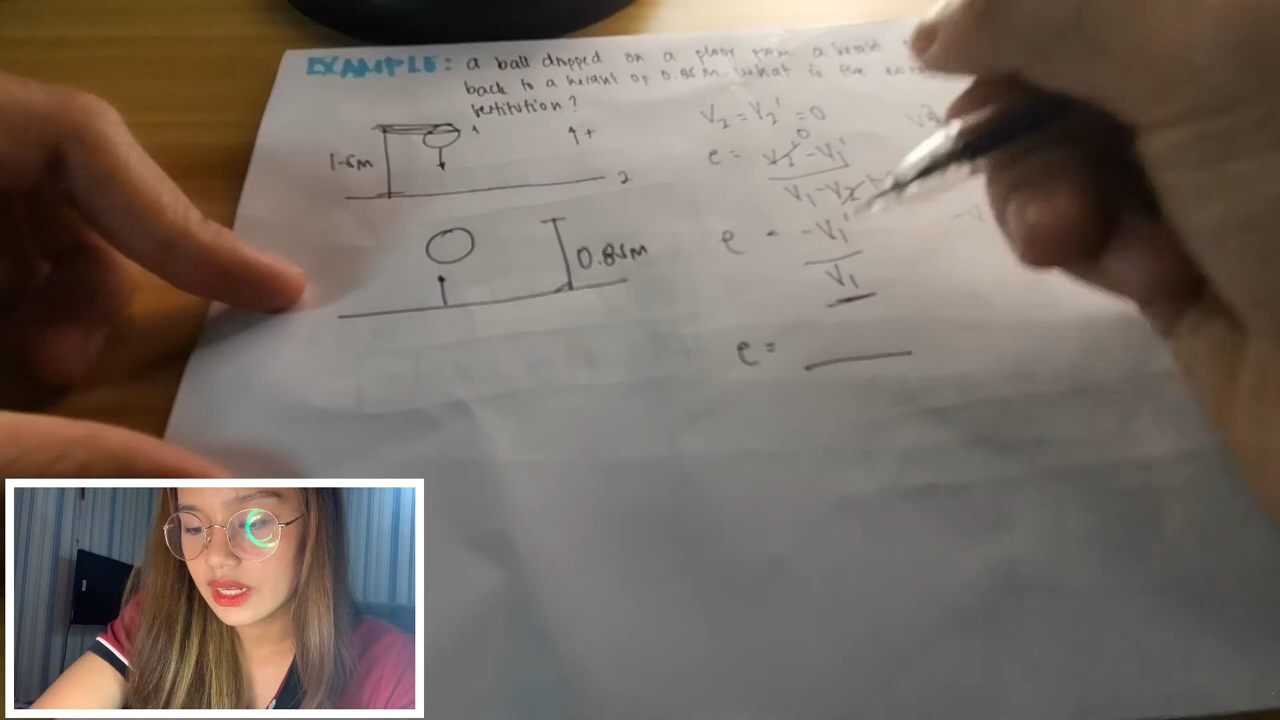 EXAMPLE: a ball dropped on a floor from a height
back to a height of 0.85m. What is the
restitution?
V₂ = V₂' = 0
↑ +
1.5m
e = V₂' 0 - V₁'
V₁ - V₂
2
0.85m
e = -V₁'
V₁
e =